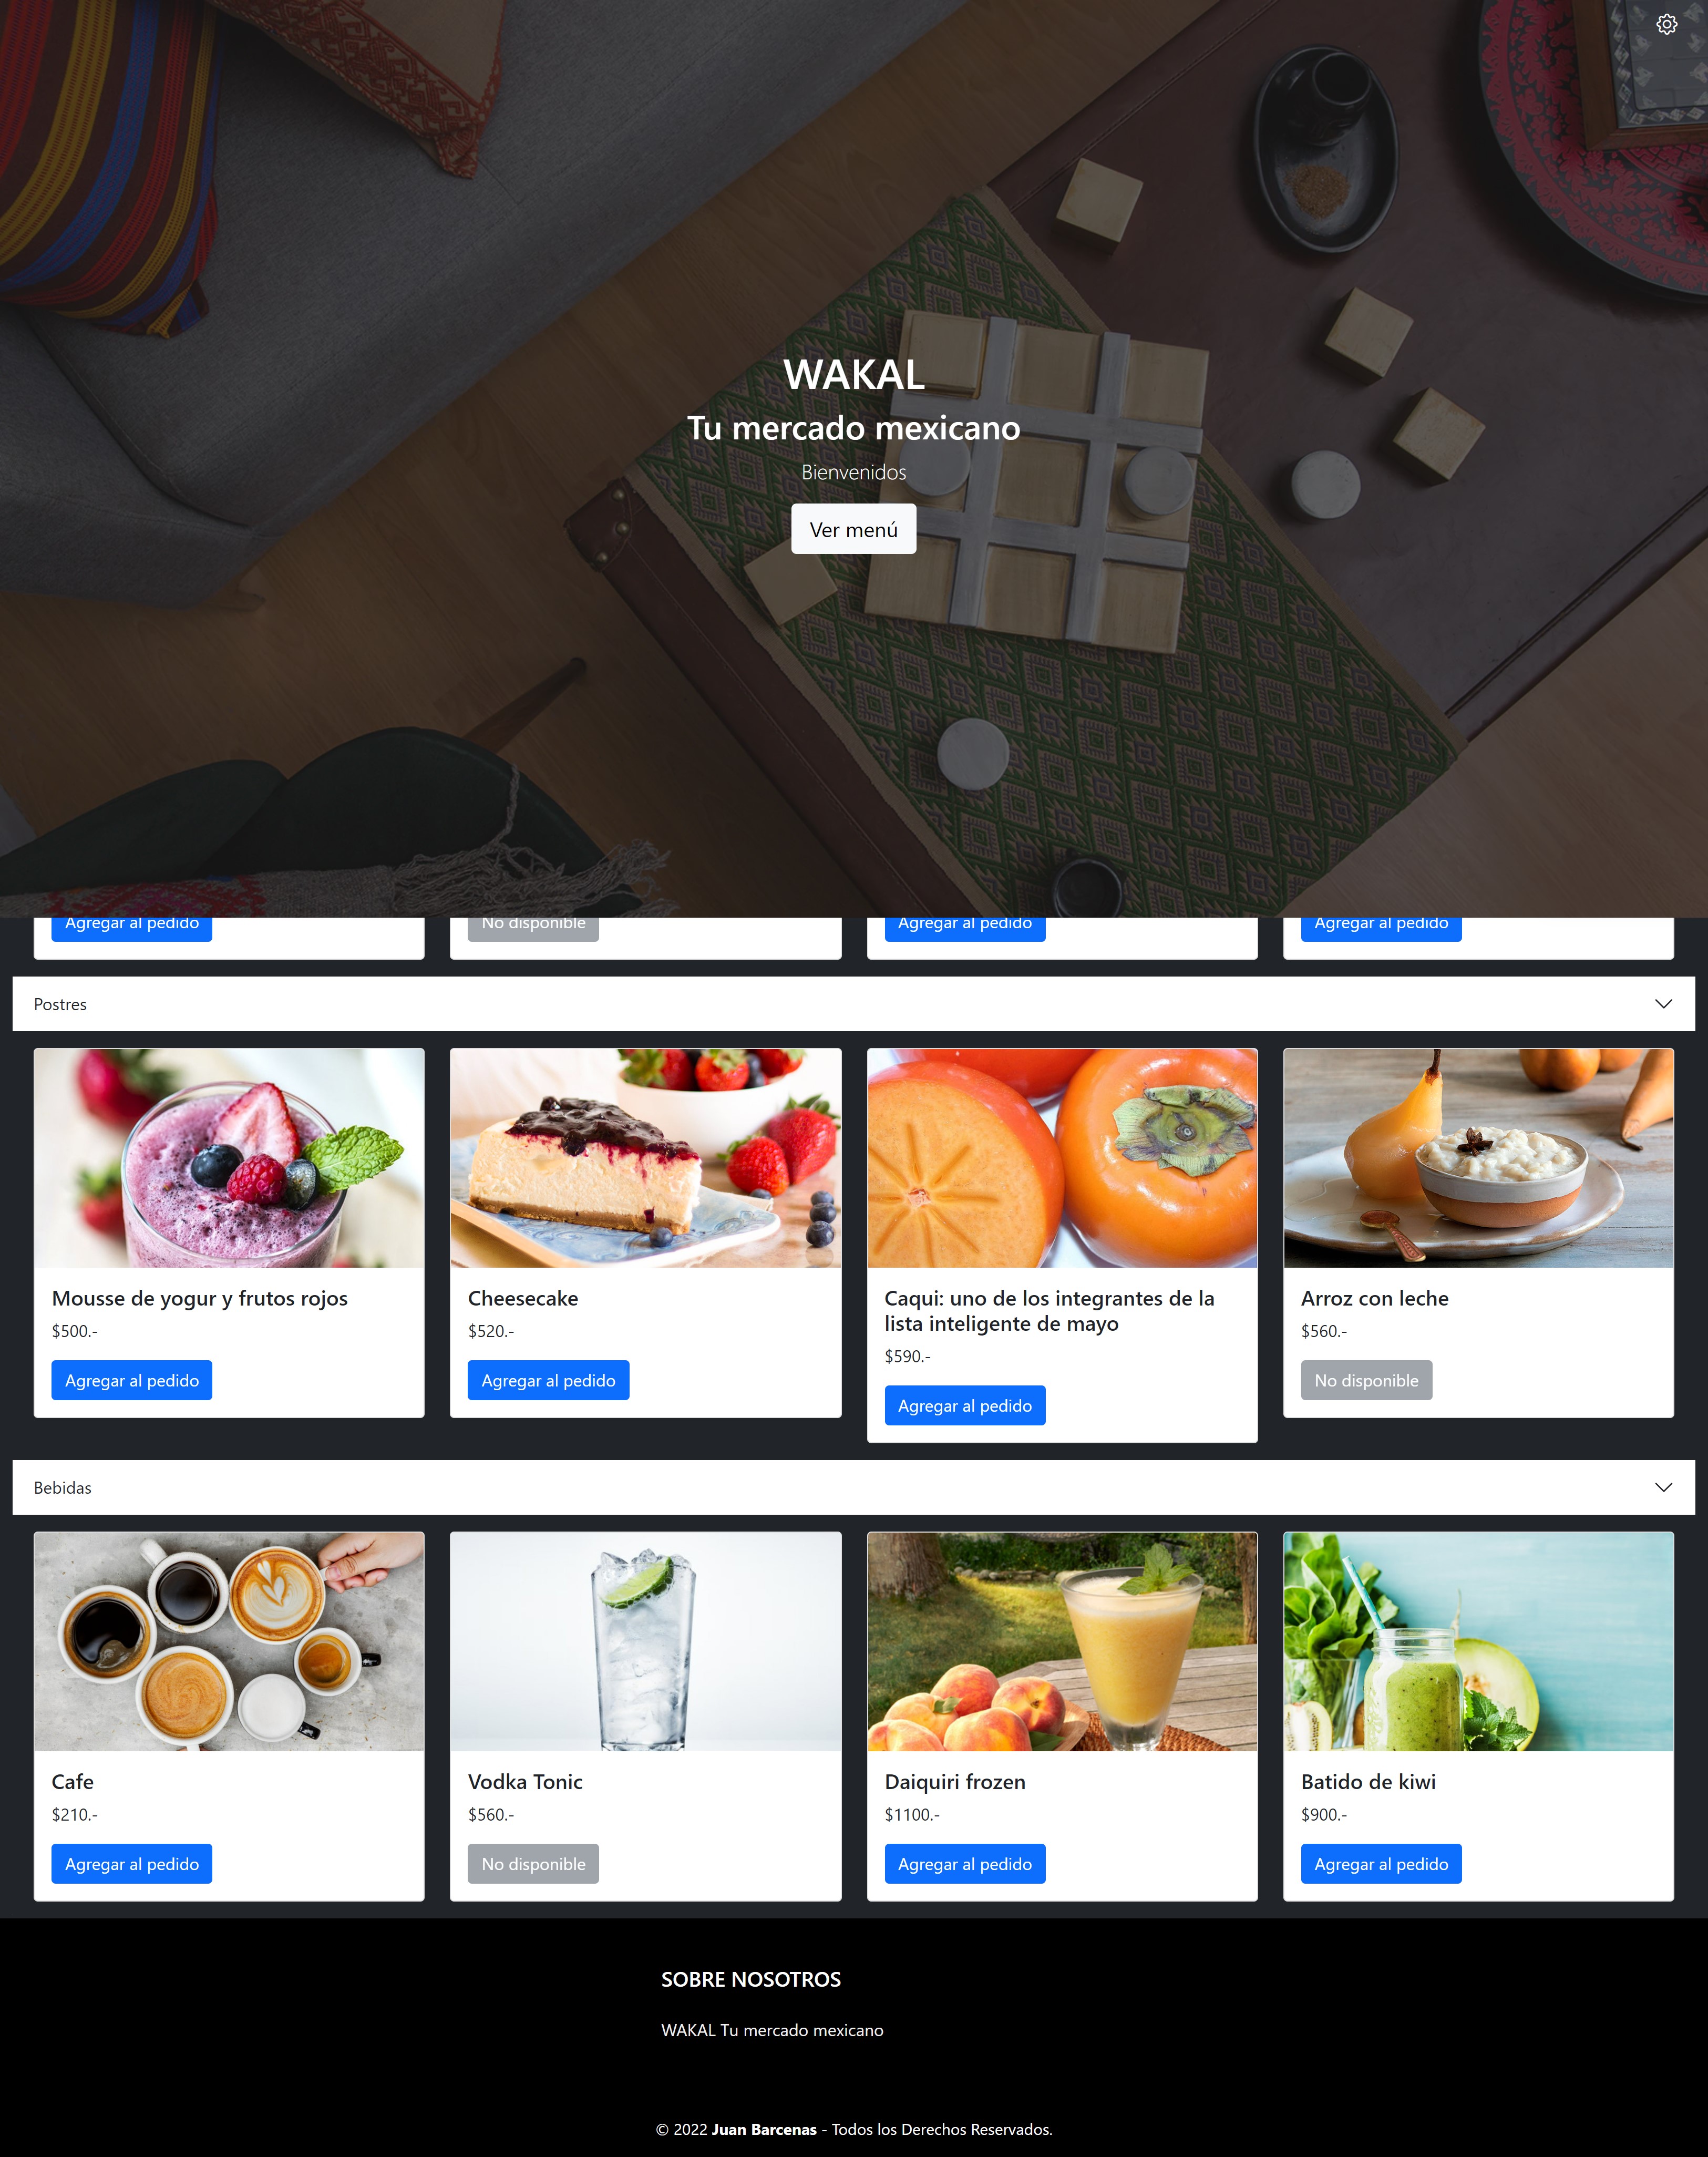 WAKAL
Tu mercado mexicano
Bienvenidos
Ver menú
Agregar al pedido
No disponible
Agregar al pedido
Agregar al pedido
Postres
Mousse de yogur y frutos rojos
$500.-
Agregar al pedido
Cheesecake
$520.-
Agregar al pedido
Caqui: uno de los integrantes de la
lista inteligente de mayo
$590.-
Agregar al pedido
Arroz con leche
$560.-
No disponible
Bebidas
Cafe
$210.-
Agregar al pedido
Vodka Tonic
$560.-
No disponible
Daiquiri frozen
$1100.-
Agregar al pedido
Batido de kiwi
$900.-
Agregar al pedido
SOBRE NOSOTROS
WAKAL Tu mercado mexicano
© 2022 Juan Barcenas - Todos los Derechos Reservados.